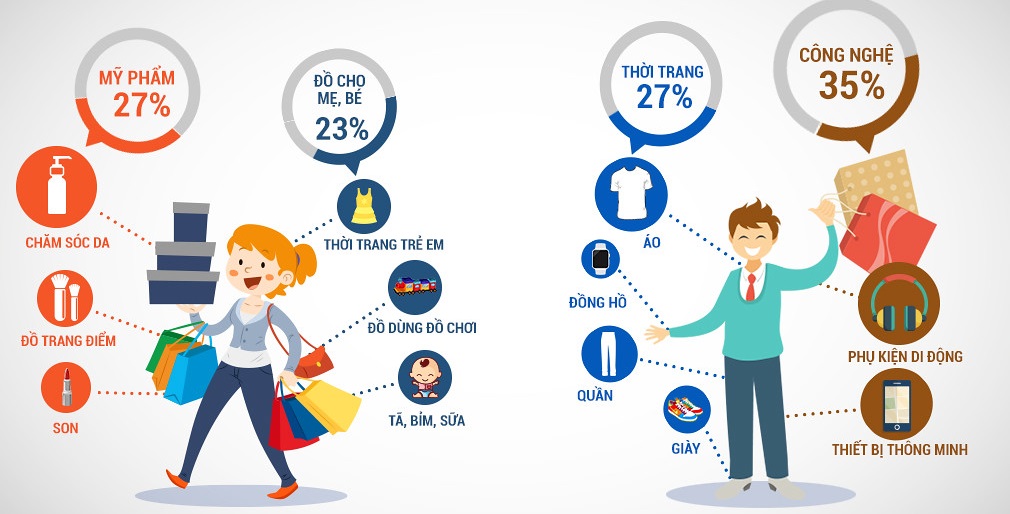 MỸ PHẨM
27%
CHĂM SÓC DA
ĐỒ TRANG ĐIỂM
SON
ĐỒ CHO
MẸ, BÉ
23%
THỜI TRANG TRẺ EM
ĐỒ DÙNG ĐỒ CHƠI
TÃ, BỈM, SỮA
THỜI TRANG
27%
ÁO
ĐỒNG HỒ
QUẦN
GIÀY
CÔNG NGHỆ
35%
PHỤ KIỆN DI ĐỘNG
THIẾT BỊ THÔNG MINH